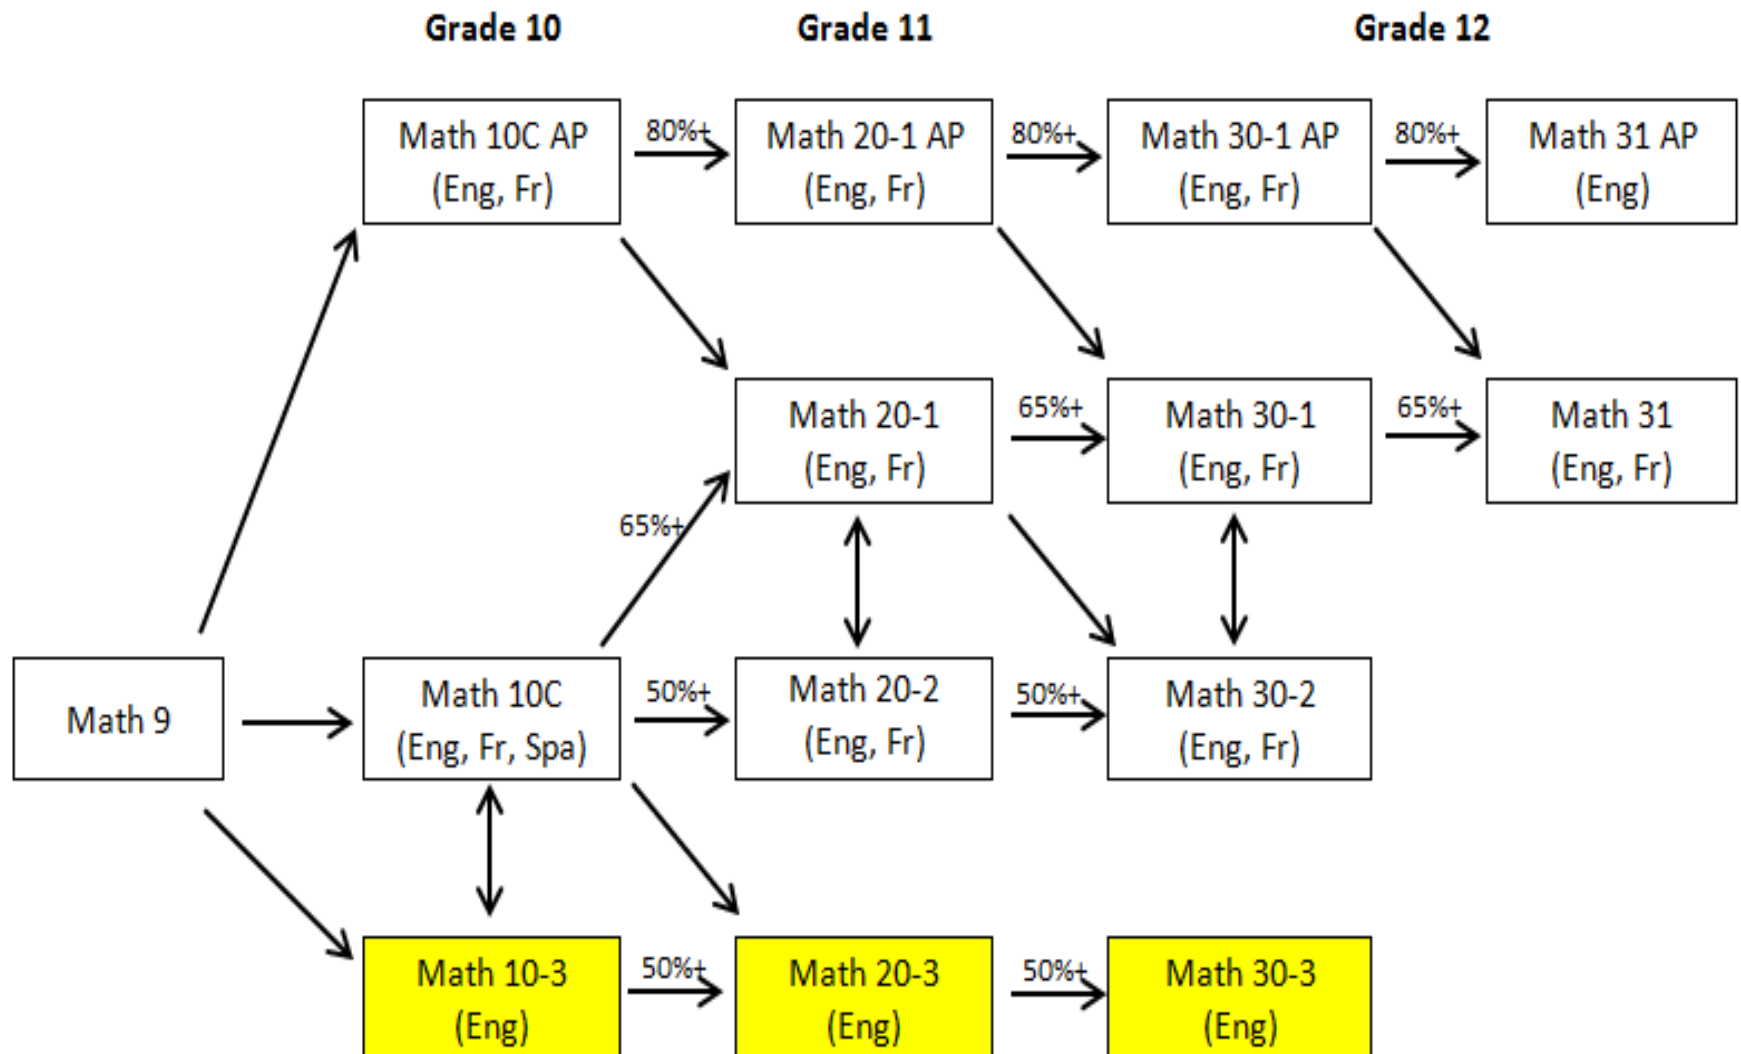 Grade 10 Grade 11 Grade 12
80%+ 80%+ 80%+
Math 10C AP
(Eng, Fr)
Math 20-1 AP
(Eng, Fr)
Math 30-1 AP
(Eng, Fr)
Math 31 AP
(Eng)
65%+ 65%+
Math 20-1
(Eng, Fr)
Math 30-1
(Eng, Fr)
Math 31
(Eng, Fr)
65%+
Math 9
50%+ 50%+
Math 10C
(Eng, Fr, Spa)
Math 20-2
(Eng, Fr)
Math 30-2
(Eng, Fr)
50%+ 50%+
Math 10-3
(Eng)
Math 20-3
(Eng)
Math 30-3
(Eng)